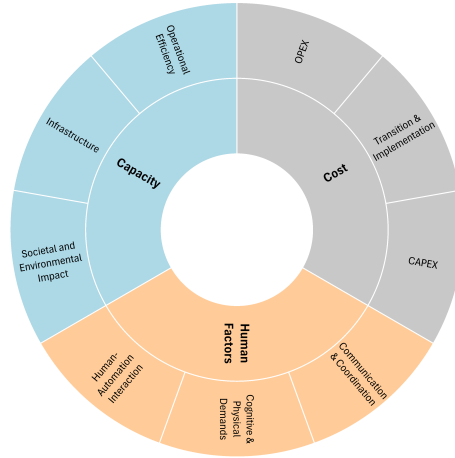 Operational
Efficiency
OPEX
Infrastructure
Transition &
Implementation
Capacity
Cost
Societal and
Environmental
Impact
CAPEX
Human
Factors
Human-
Automation
Interaction
Cognitive &
Physical
Demands
Communication
& Coordination